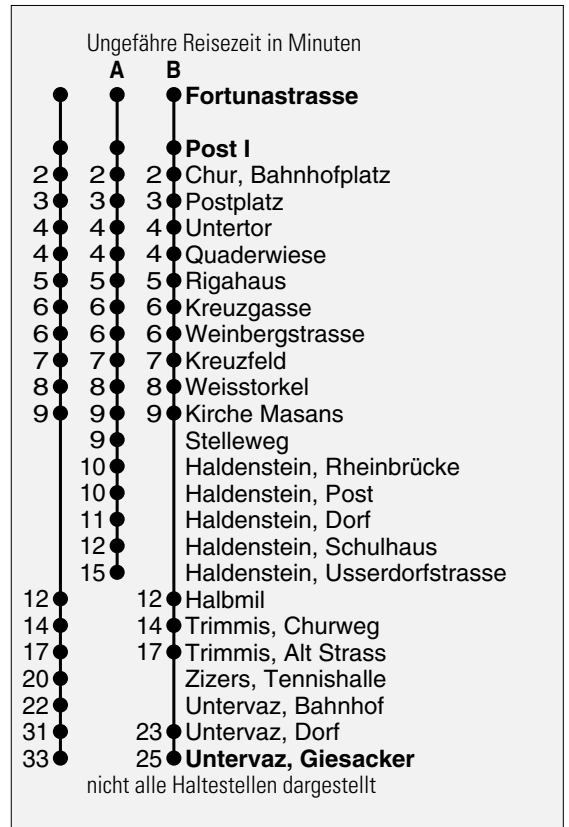 Ungefähre Reisezeit in Minuten
A B
Fortunastrasse
Post I
2 2 2 Chur, Bahnhofplatz
3 3 3 Postplatz
4 4 4 Untertor
4 4 4 Quaderwiese
5 5 5 Rigahaus
6 6 6 Kreuzgasse
6 6 6 Weinbergstrasse
7 7 7 Kreuzfeld
8 8 8 Weisstorkel
9 9 9 Kirche Masans
9 Stelleweg
10 Haldenstein, Rheinbrücke
10 Haldenstein, Post
11 Haldenstein, Dorf
12 Haldenstein, Schulhaus
15 Haldenstein, Usserdorfstrasse
12 12 Halbmil
14 14 Trimmis, Churweg
17 17 Trimmis, Alt Strass
20 Zizers, Tennishalle
22 Untervaz, Bahnhof
31 23 Untervaz, Dorf
33 25 Untervaz, Giesacker
nicht alle Haltestellen dargestellt